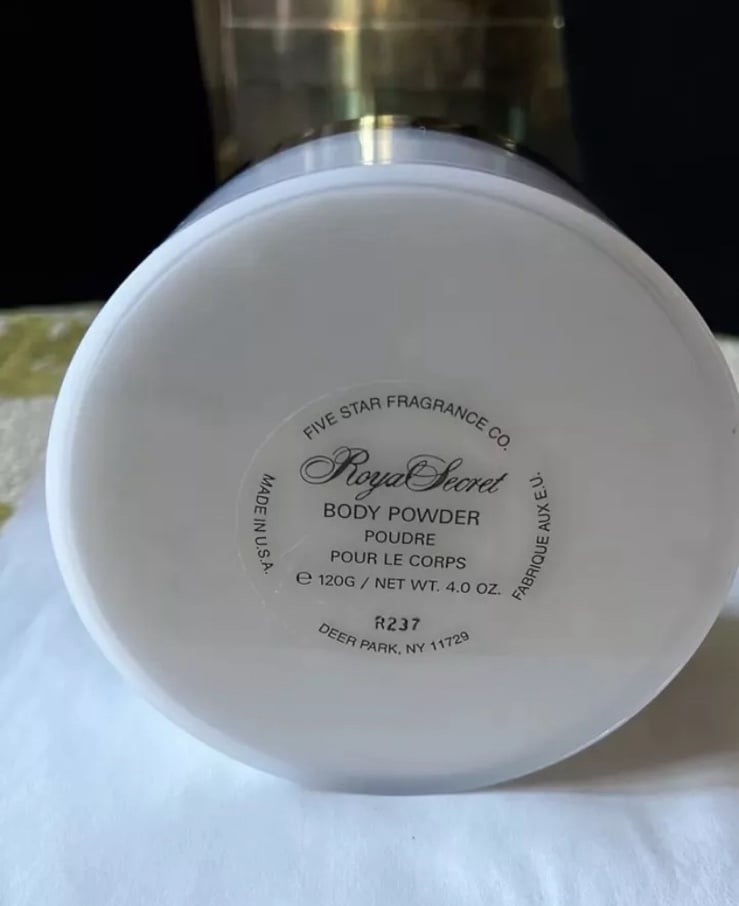 FIVE STAR FRAGRANCE CO.
Royal Secret
BODY POWDER
POUDRE
POUR LE CORPS
℮ 120G / NET WT. 4.0 OZ.
MADE IN U.S.A.
FABRIQUE AUX E.U.
R237
DEER PARK, NY 11729